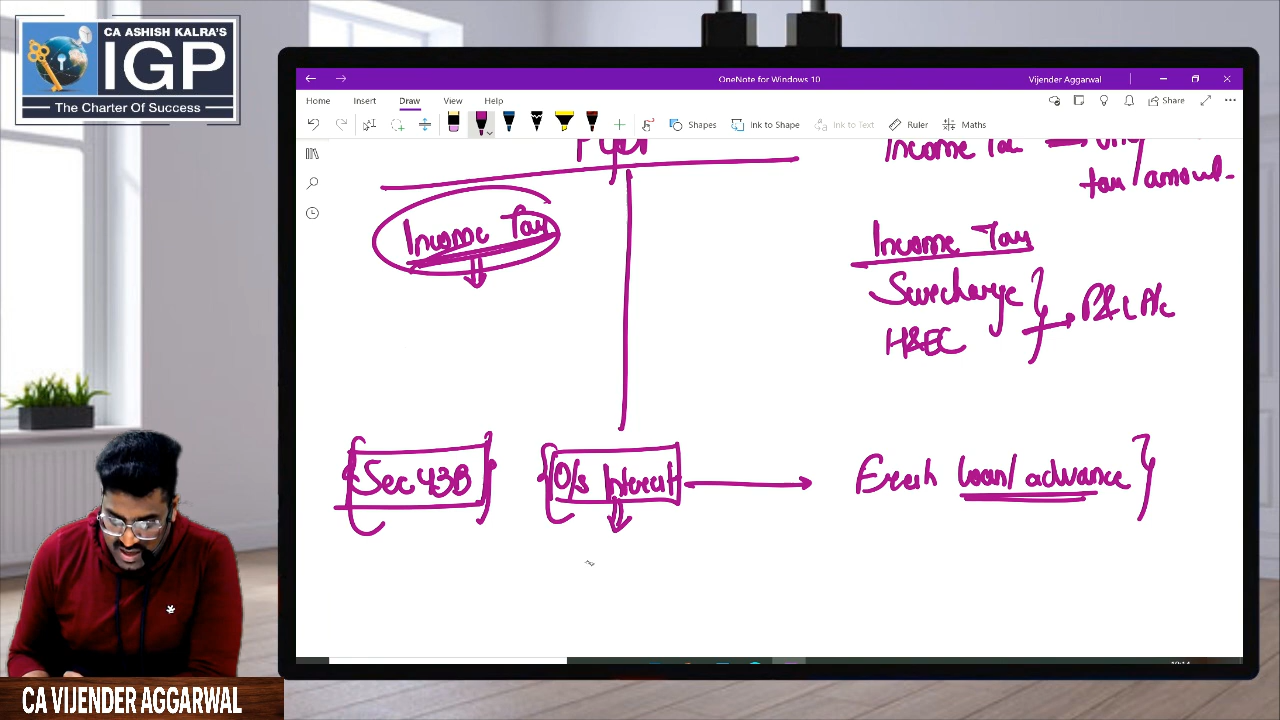 CA ASHISH KALRA'S
IGP
The Charter Of Success
OneNote for Windows 10
Vijender Aggarwal
Home
Insert
Draw
View
Help
Shapes
Ink to Shape
Ink to Text
Ruler
Maths
Share
Income Tax
tax amount.
Income Tax
Income Tax
Surcharge
H&EC
P&L A/c
Sec 43B
O/s Interest
Fresh loan/advance
CA VIJENDER AGGARWAL